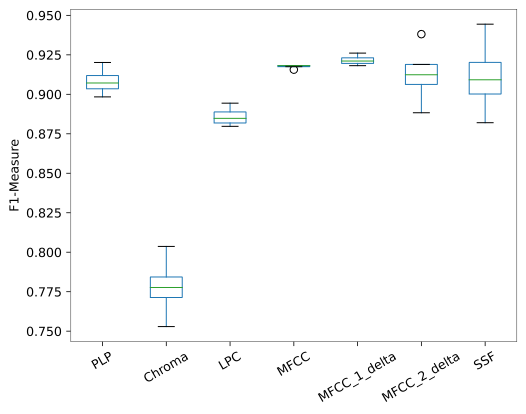 0.950
0.925
0.900
0.875
0.850
0.825
0.800
0.775
0.750
F1-Measure
PLP
Chroma
LPC
MFCC
MFCC_1_delta
MFCC_2_delta
SSF